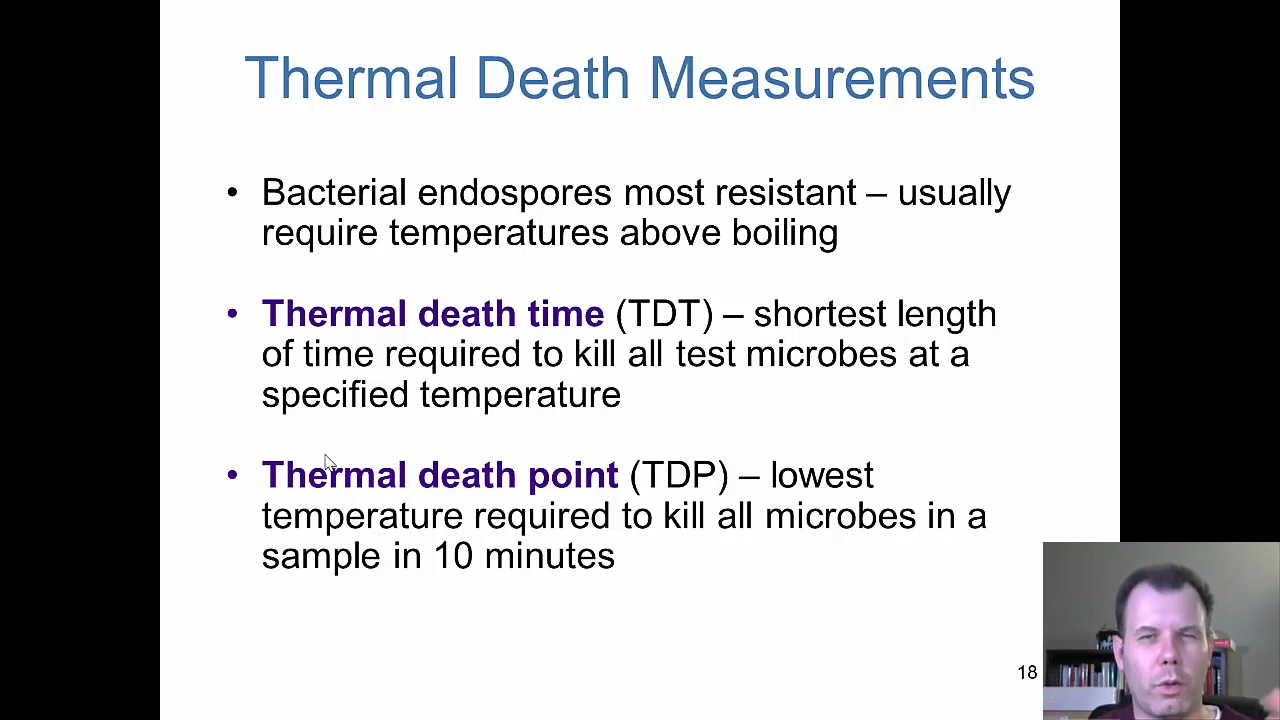 Thermal Death Measurements
• Bacterial endospores most resistant – usually
require temperatures above boiling
• Thermal death time (TDT) – shortest length
of time required to kill all test microbes at a
specified temperature
• Thermal death point (TDP) – lowest
temperature required to kill all microbes in a
sample in 10 minutes
18